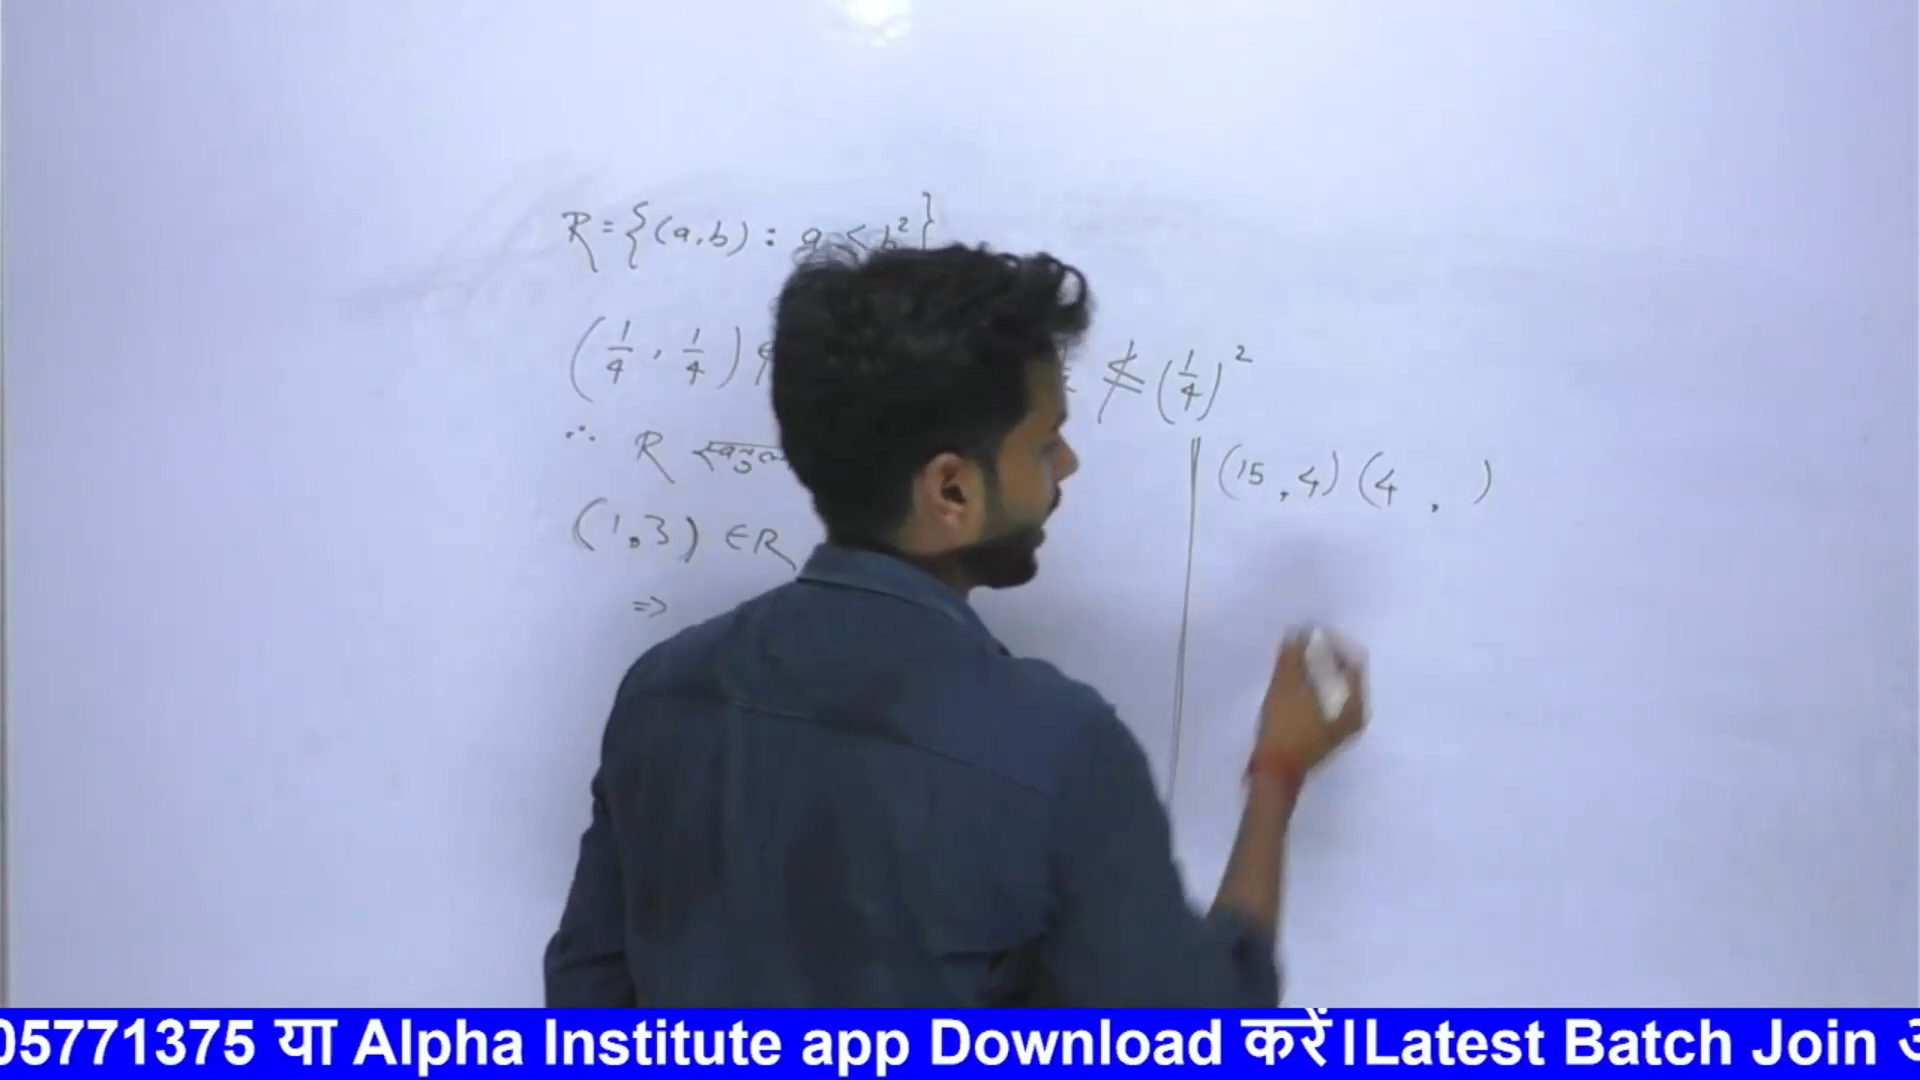 R = {(a, b) : a < b²}
(1/4, 1/4)
≰ (1/4)²
∴ R
(15, 4) (4 , )
(1, 3) ∈ R
⇒
05771375 या Alpha Institute app Download करें।Latest Batch Join